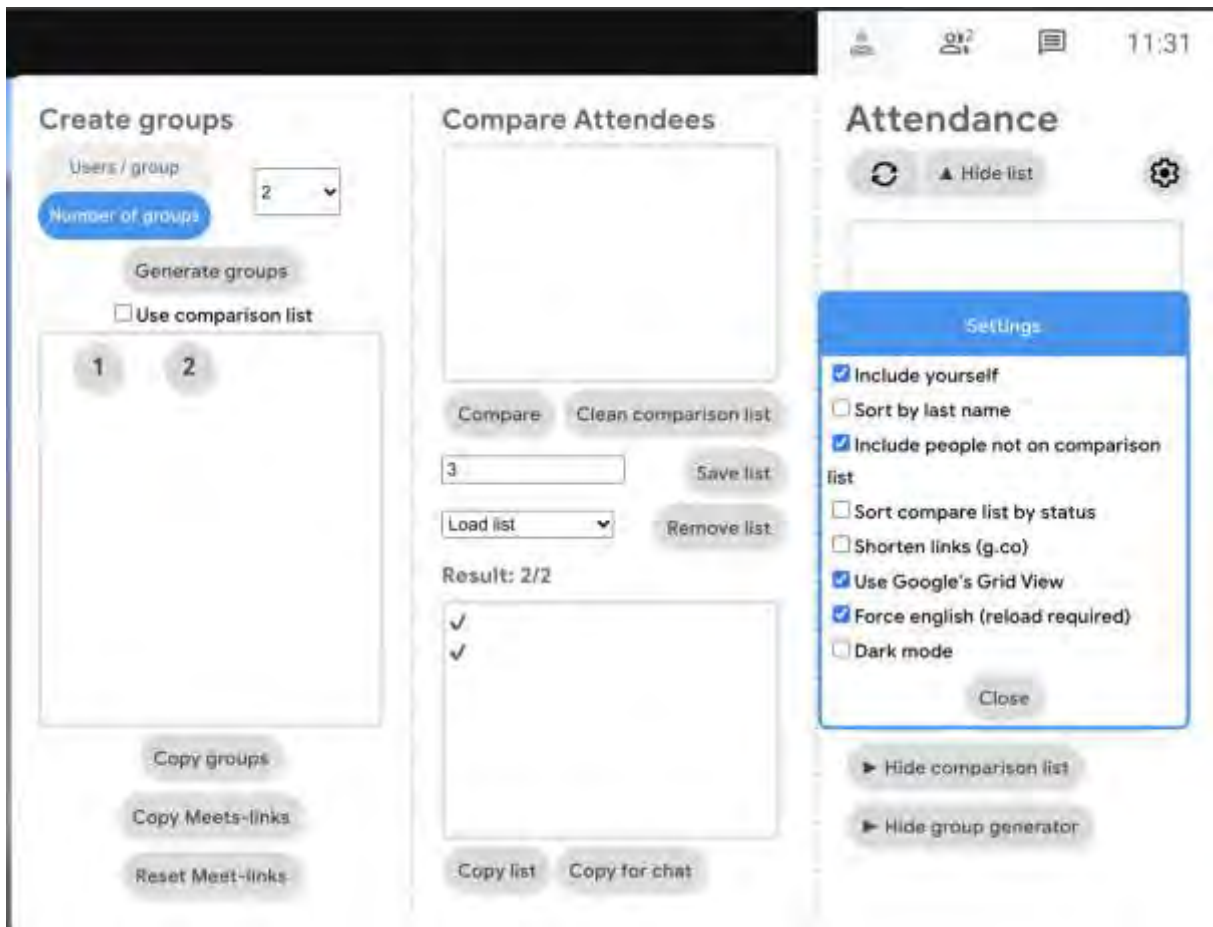 11:31
Create groups
Users / group
Number of groups
2
Generate groups
Use comparison list
1 2
Copy groups
Copy Meets-links
Reset Meet-links
Compare Attendees
Compare Clean comparison list
3
Save list
Load list
Remove list
Result: 2/2
Copy list Copy for chat
Attendance
▲ Hide list
Settings
Include yourself
Sort by last name
Include people not on comparison
list
Sort compare list by status
Shorten links (g.co)
Use Google's Grid View
Force english (reload required)
Dark mode
Close
► Hide comparison list
► Hide group generator